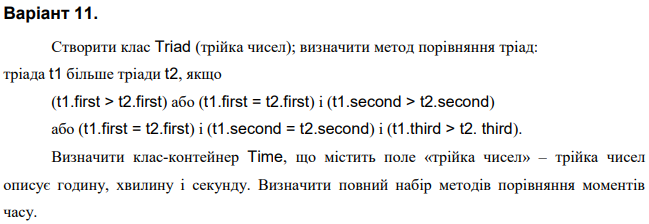 Варіант 11.
Створити клас Triad (трійка чисел); визначити метод порівняння тріад:
тріада t1 більше тріади t2, якщо
(t1.first > t2.first) або (t1.first = t2.first) і (t1.second > t2.second)
або (t1.first = t2.first) і (t1.second = t2.second) і (t1.third > t2. third).
Визначити клас-контейнер Time, що містить поле «трійка чисел» – трійка чисел
описує годину, хвилину і секунду. Визначити повний набір методів порівняння моментів
часу.